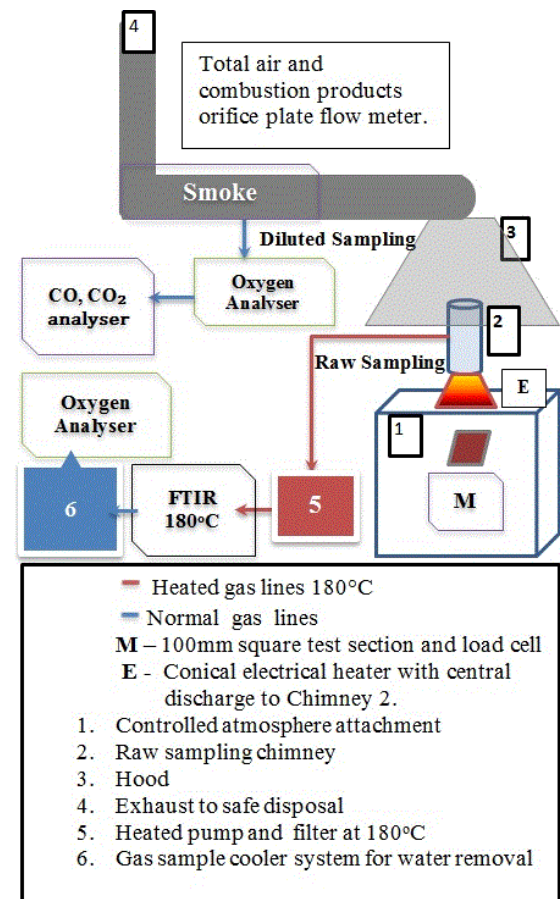 4
Total air and
combustion products
orifice plate flow meter.
Smoke
Diluted Sampling
3
Oxygen
Analyser
CO, CO₂
analyser
2
Raw Sampling
E
Oxygen
Analyser
1
6
FTIR
180ᵒC
5
M
Heated gas lines 180°C
Normal gas lines
M – 100mm square test section and load cell
E - Conical electrical heater with central
discharge to Chimney 2.
1. Controlled atmosphere attachment
2. Raw sampling chimney
3. Hood
4. Exhaust to safe disposal
5. Heated pump and filter at 180ᵒC
6. Gas sample cooler system for water removal